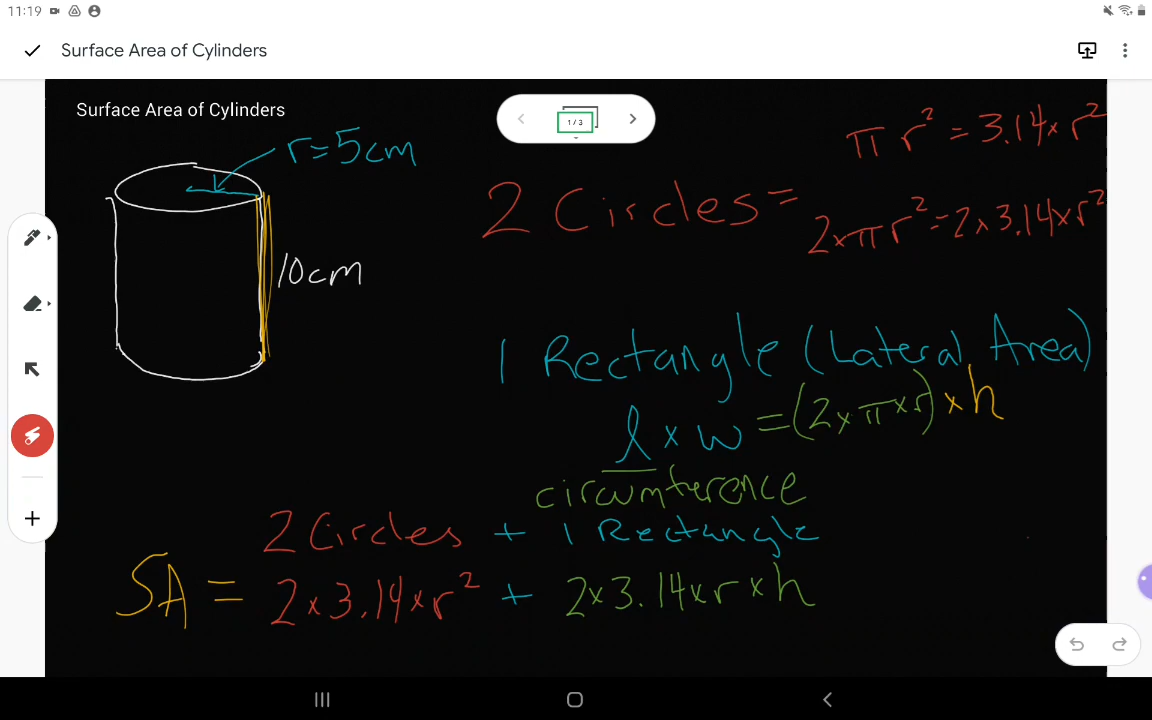 11:19
Surface Area of Cylinders
Surface Area of Cylinders
1 / 3
r=5cm
10cm
πr²=3.14×r²
2 Circles=
2×πr²=2×3.14×r²
1 Rectangle (Lateral Area)
l × w =(2×π×r)×h
circumference
2 Circles + 1 Rectangle
SA = 2×3.14×r² + 2×3.14×r×h